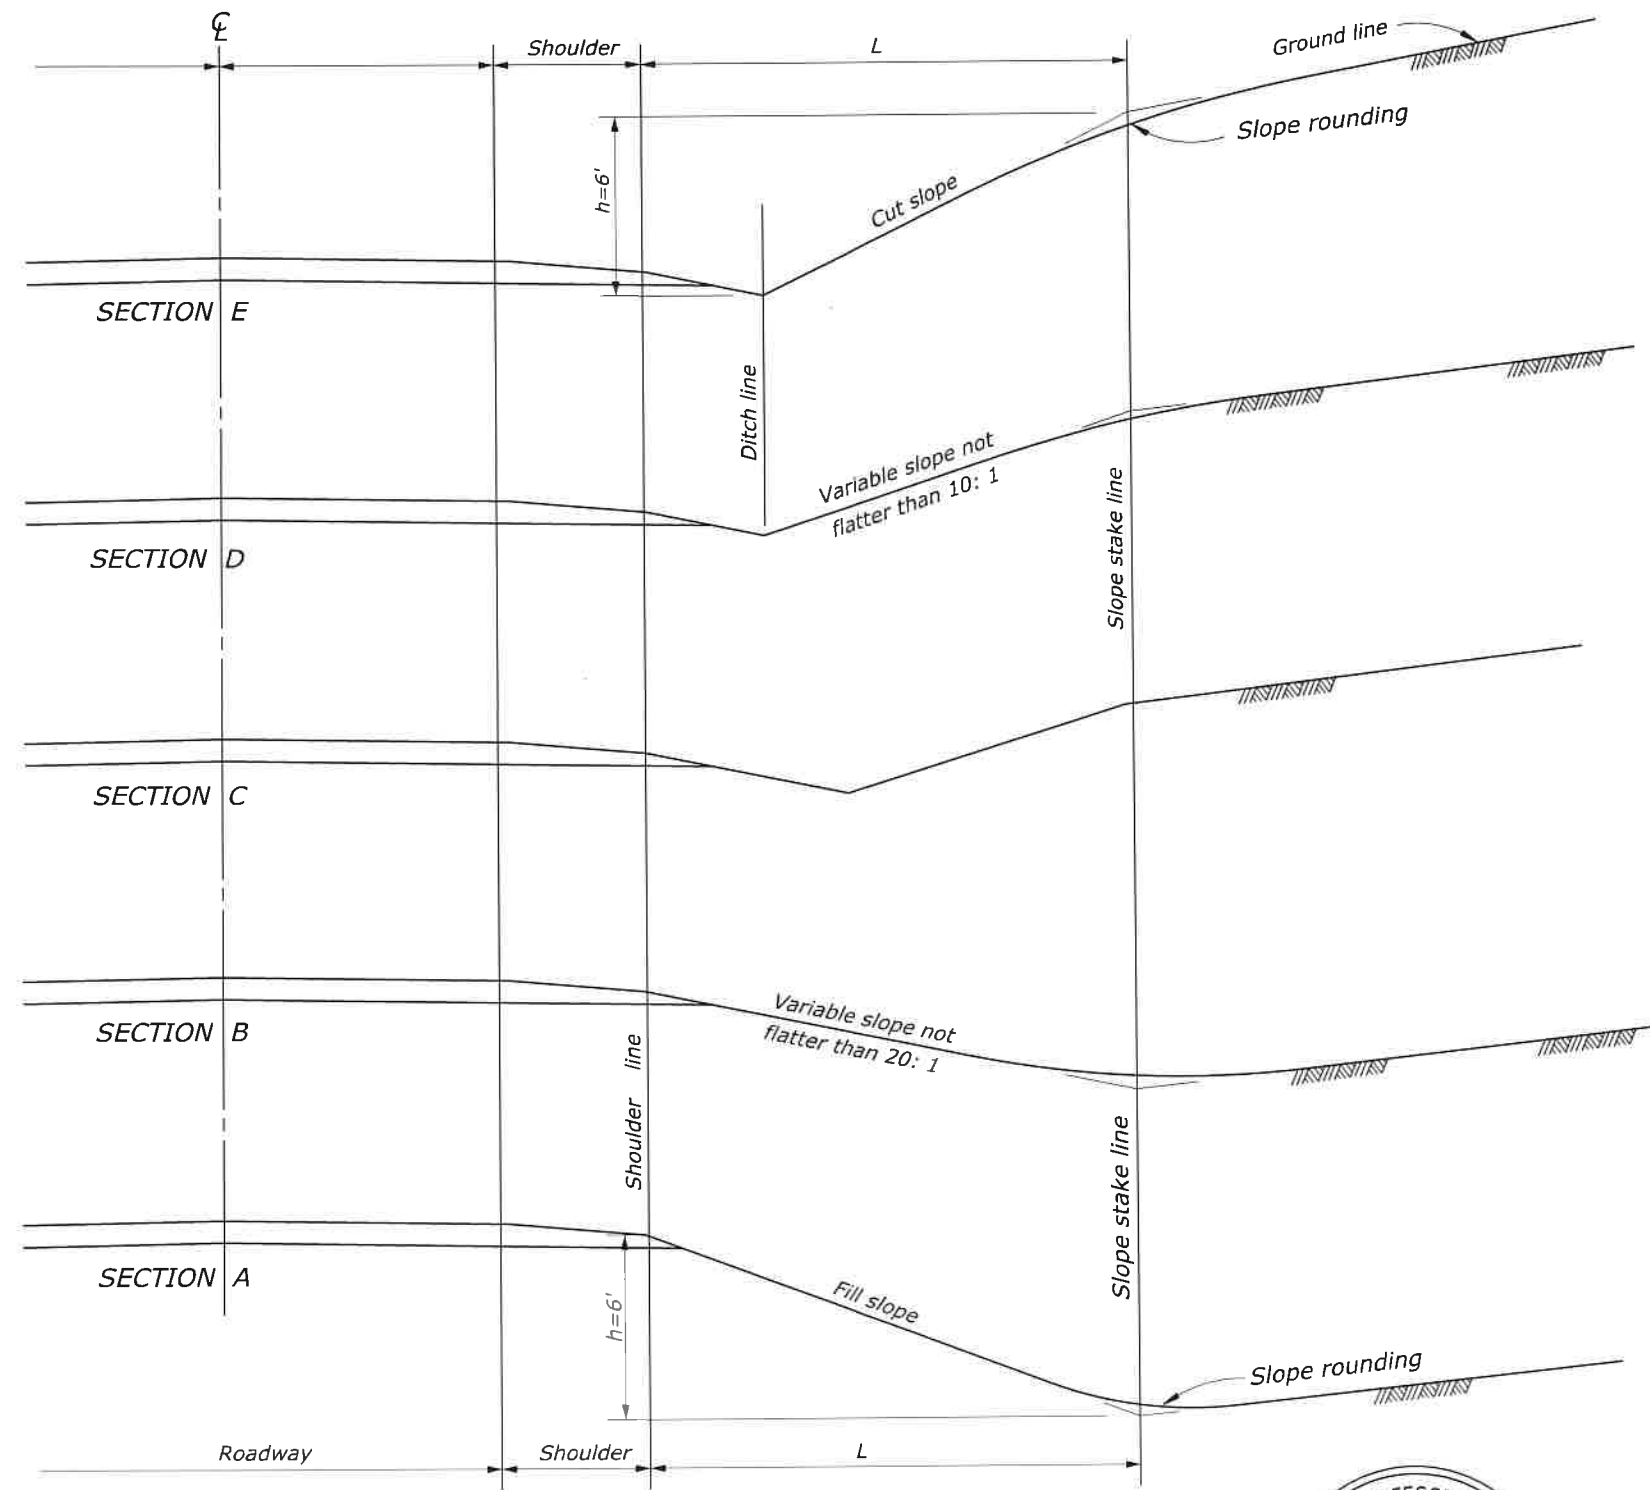 ℄
Shoulder
L
Ground line
Slope rounding
h=6'
Cut slope
SECTION E
Ditch line
Variable slope not
flatter than 10: 1
Slope stake line
SECTION D
SECTION C
Variable slope not
flatter than 20: 1
SECTION B
Shoulder line
Slope stake line
SECTION A
Fill slope
h=6'
Slope rounding
Roadway
Shoulder
L